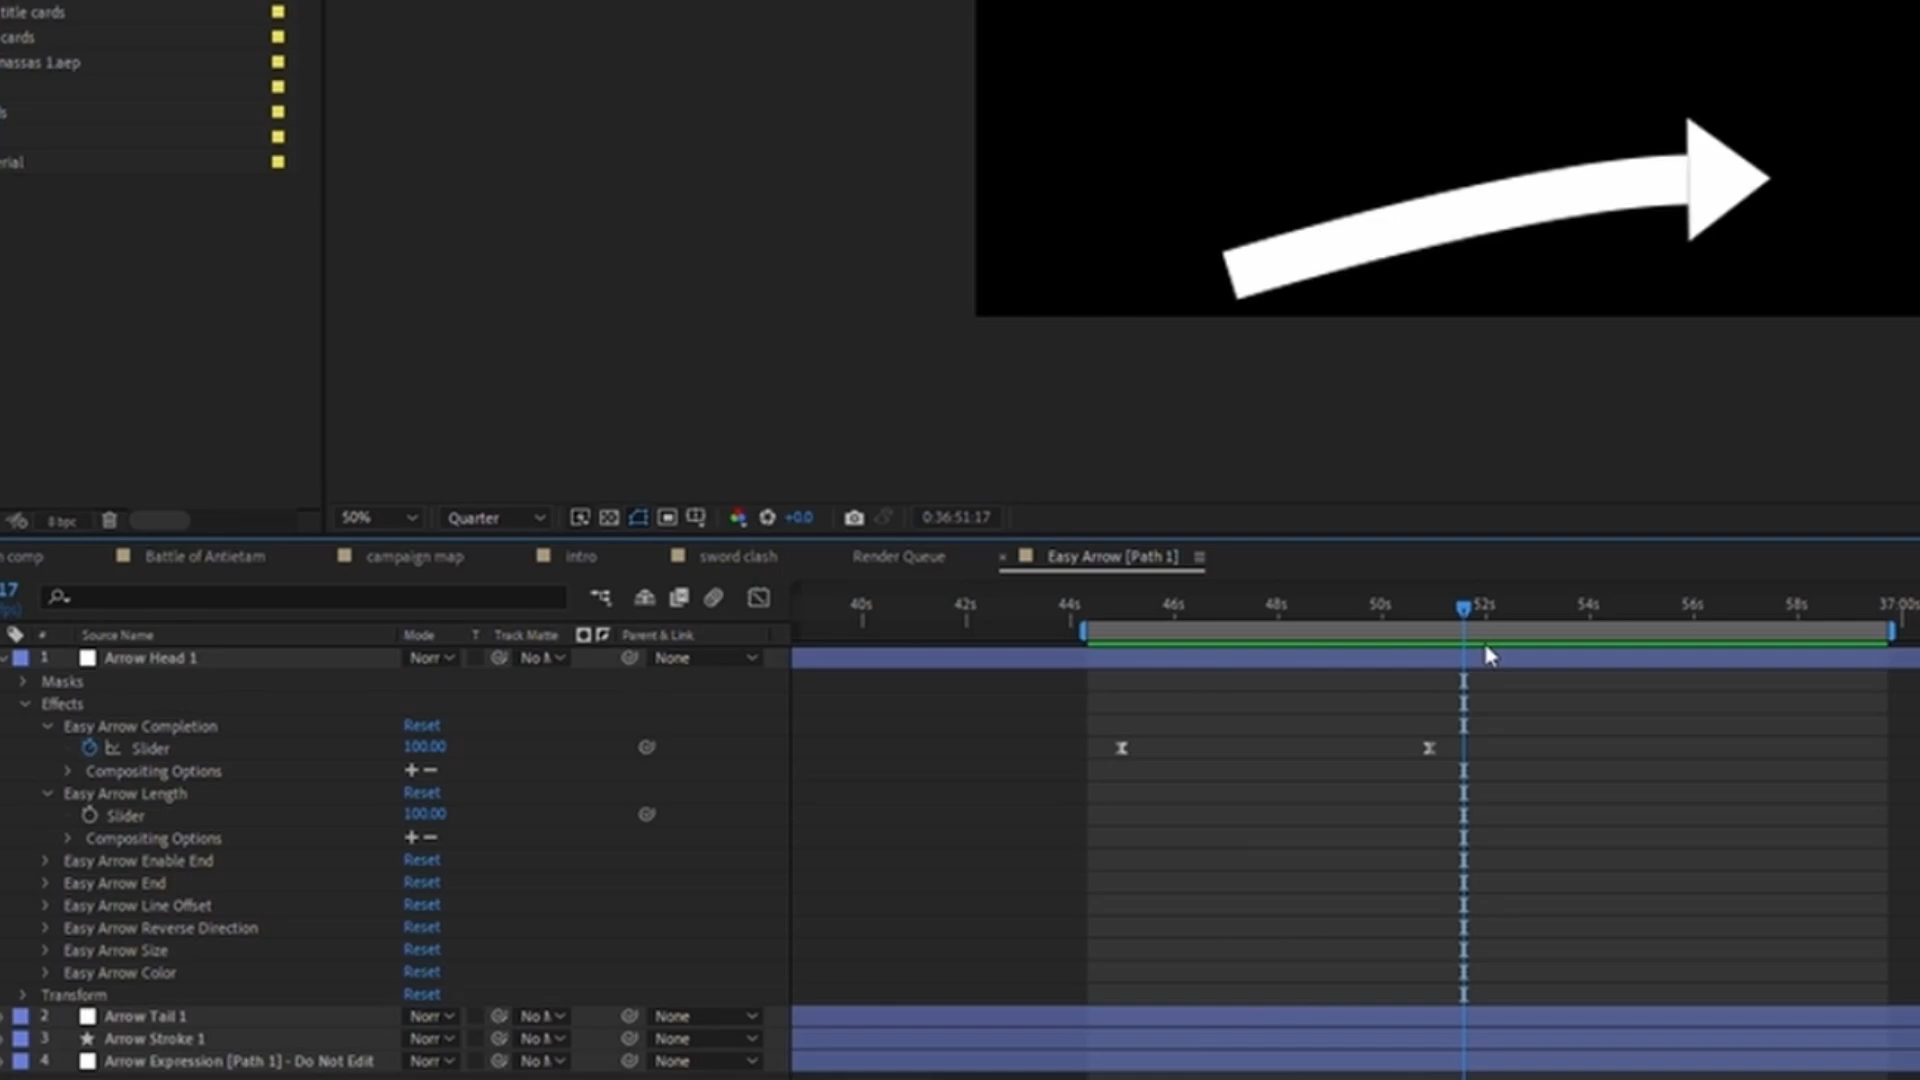 title cards
cards
massas 1.aep
8 bpc
50% Quarter +0.0 0:36:51:17
comp Battle of Antietam campaign map intro sword clash Render Queue × Easy Arrow [Path 1]
17
40s 42s 44s 46s 48s 50s 52s 54s 56s 58s 37:00s
# Source Name Mode T Track Matte Parent & Link
1 Arrow Head 1 Norr No M None
Masks
Effects
Easy Arrow Completion Reset
Slider 100.00
Compositing Options + −
Easy Arrow Length Reset
Slider 100.00
Compositing Options + −
Easy Arrow Enable End Reset
Easy Arrow End Reset
Easy Arrow Line Offset Reset
Easy Arrow Reverse Direction Reset
Easy Arrow Size Reset
Easy Arrow Color Reset
Transform Reset
2 Arrow Tail 1 Norr No M None
3 Arrow Stroke 1 Norr No M None
4 Arrow Expression [Path 1] - Do Not Edit Norr No M None